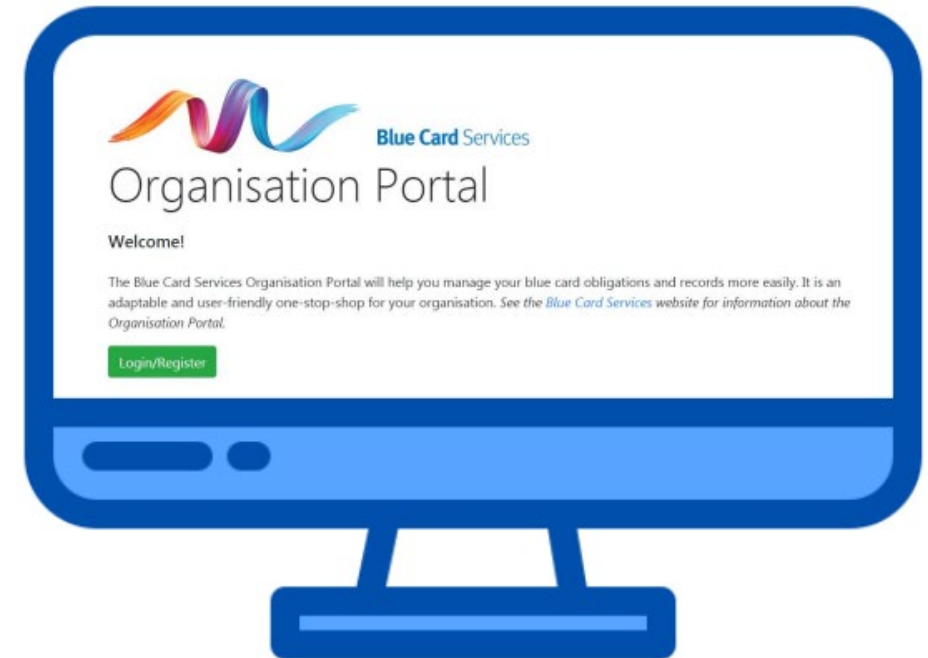 Blue Card Services
Organisation Portal
Welcome!
The Blue Card Services Organisation Portal will help you manage your blue card obligations and records more easily. It is an
adaptable and user-friendly one-stop-shop for your organisation. See the Blue Card Services website for information about the
Organisation Portal.
Login/Register